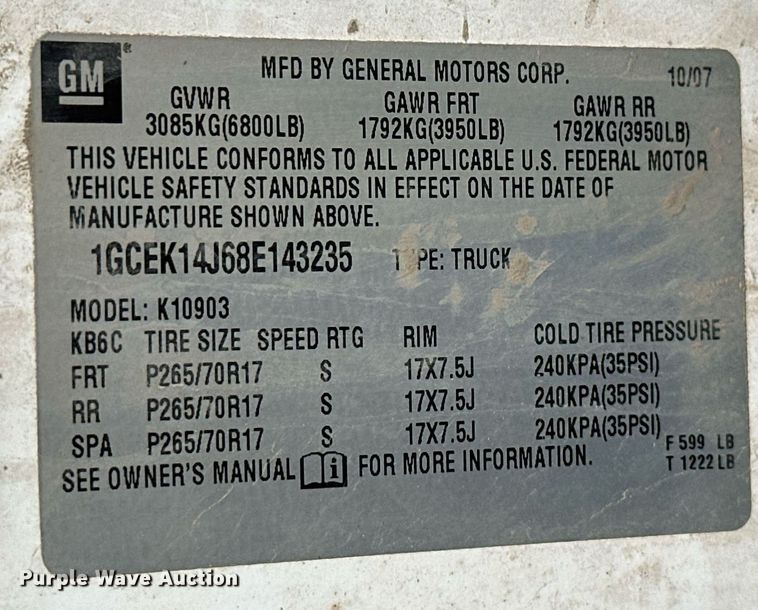 GM® MFD BY GENERAL MOTORS CORP. 10/07
GVWR GAWR FRT GAWR RR
3085KG(6800LB) 1792KG(3950LB) 1792KG(3950LB)
THIS VEHICLE CONFORMS TO ALL APPLICABLE U.S. FEDERAL MOTOR
VEHICLE SAFETY STANDARDS IN EFFECT ON THE DATE OF
MANUFACTURE SHOWN ABOVE.
1GCEK14J68E143235 TYPE: TRUCK
MODEL: K10903
KB6C TIRE SIZE SPEED RTG RIM COLD TIRE PRESSURE
FRT P265/70R17 S 17X7.5J 240KPA(35PSI)
RR P265/70R17 S 17X7.5J 240KPA(35PSI)
SPA P265/70R17 S 17X7.5J 240KPA(35PSI)
F 599 LB
T 1222 LB
SEE OWNER'S MANUAL i FOR MORE INFORMATION.
Purple Wave Auction